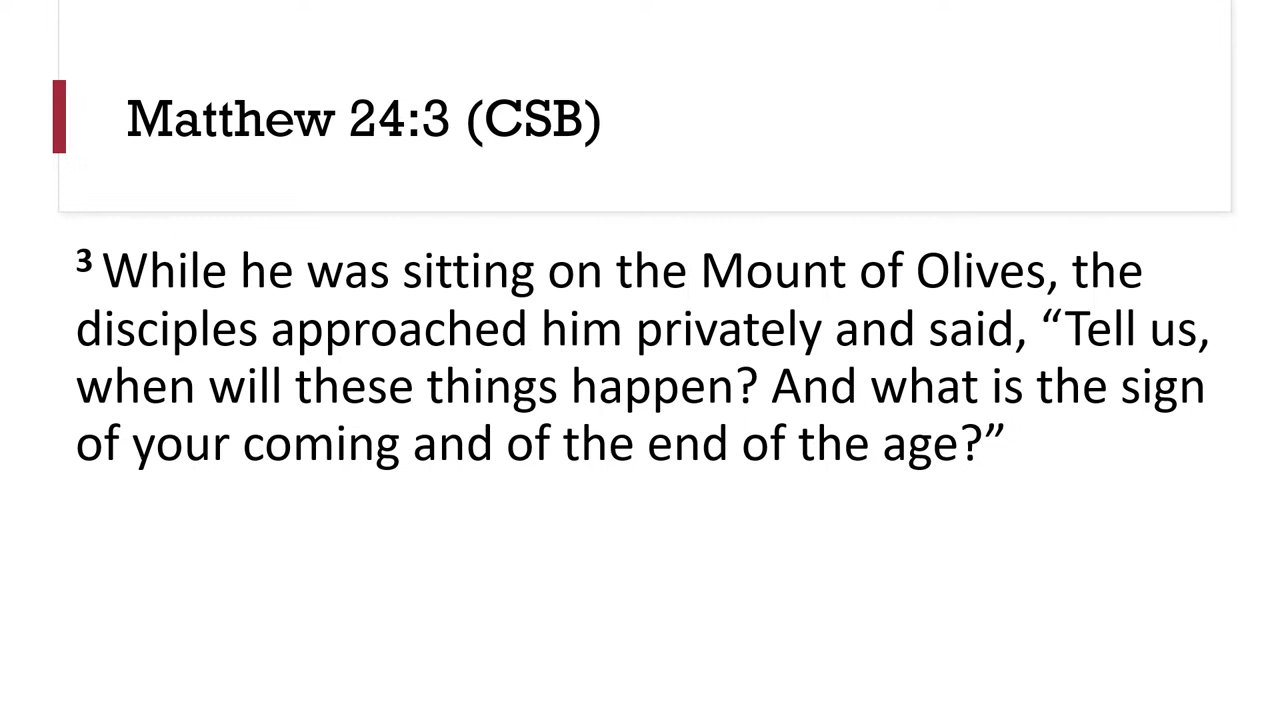 Matthew 24:3 (CSB)
3 While he was sitting on the Mount of Olives, the
disciples approached him privately and said, “Tell us,
when will these things happen? And what is the sign
of your coming and of the end of the age?”